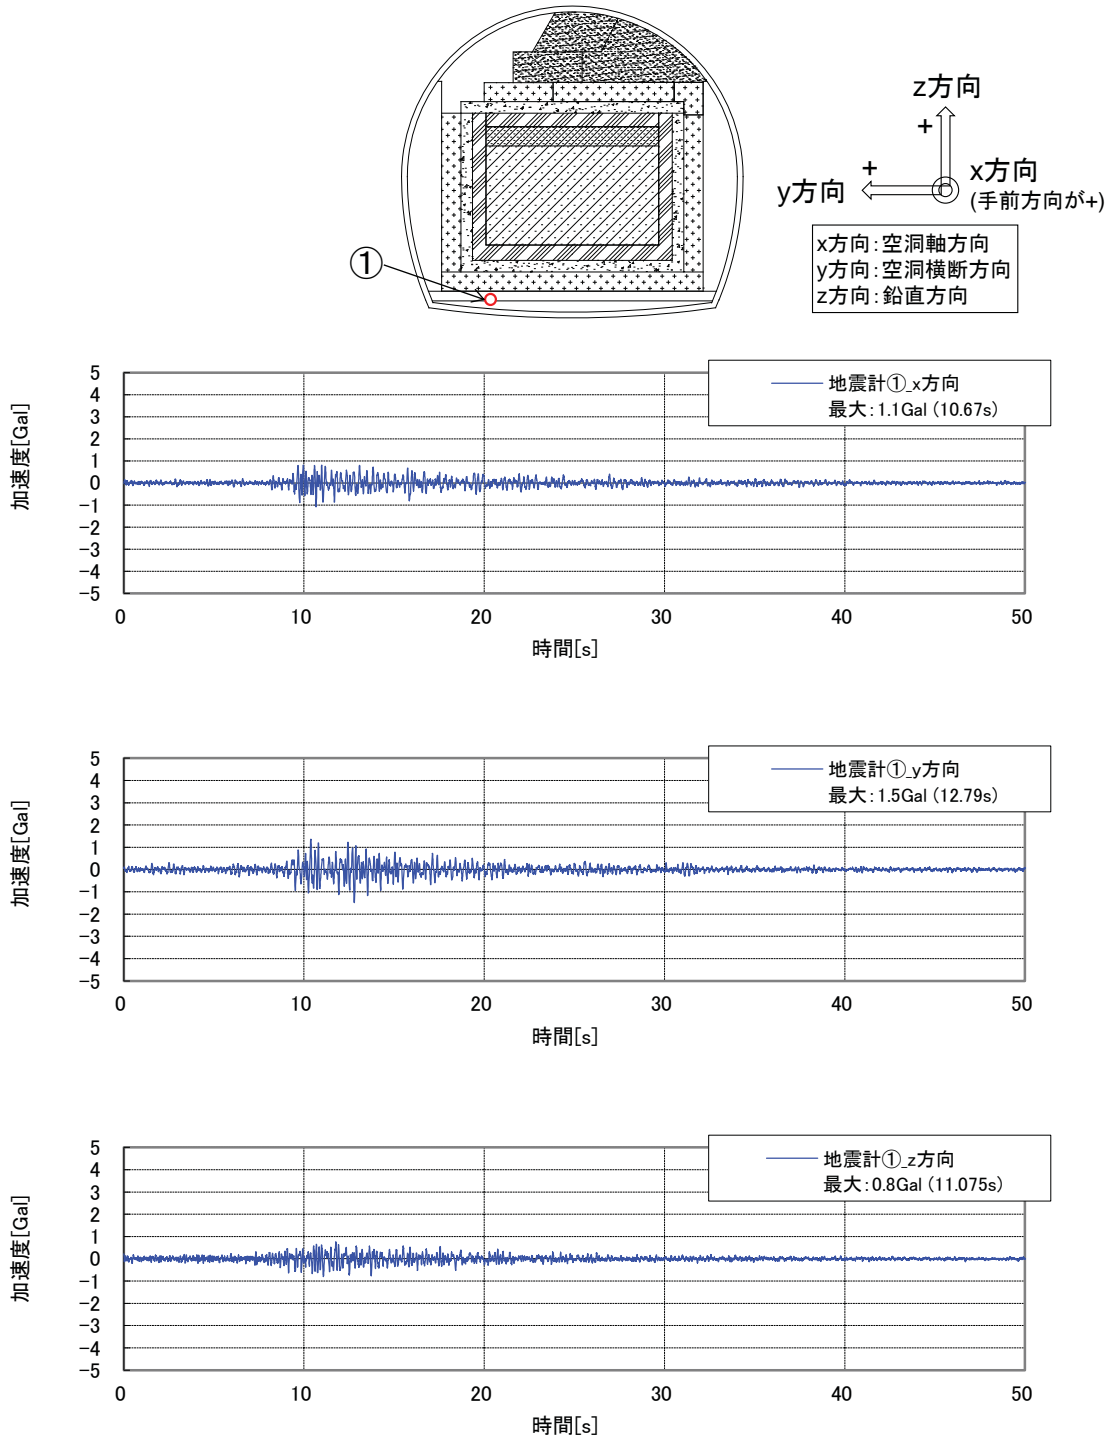 z方向
+
+
x方向
y方向
(手前方向が+)
x方向：空洞軸方向
y方向：空洞横断方向
z方向：鉛直方向
①
加速度[Gal]
5
4
3
2
1
0
-1
-2
-3
-4
-5
地震計①_x方向
最大：1.1Gal (10.67s)
0 10 20 30 40 50
時間[s]
加速度[Gal]
5
4
3
2
1
0
-1
-2
-3
-4
-5
地震計①_y方向
最大：1.5Gal (12.79s)
0 10 20 30 40 50
時間[s]
加速度[Gal]
5
4
3
2
1
0
-1
-2
-3
-4
-5
地震計①_z方向
最大：0.8Gal (11.075s)
0 10 20 30 40 50
時間[s]